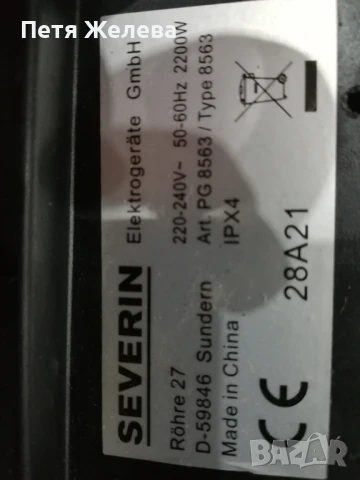 Петя Желева
SEVERIN
Elektrogeräte GmbH
220-240V~ 50-60Hz 2200W
Art. PG 8563 / Type 8563
IPX4
Röhre 27
D-59846 Sundern
Made in China
28A21
CE
BAZAR